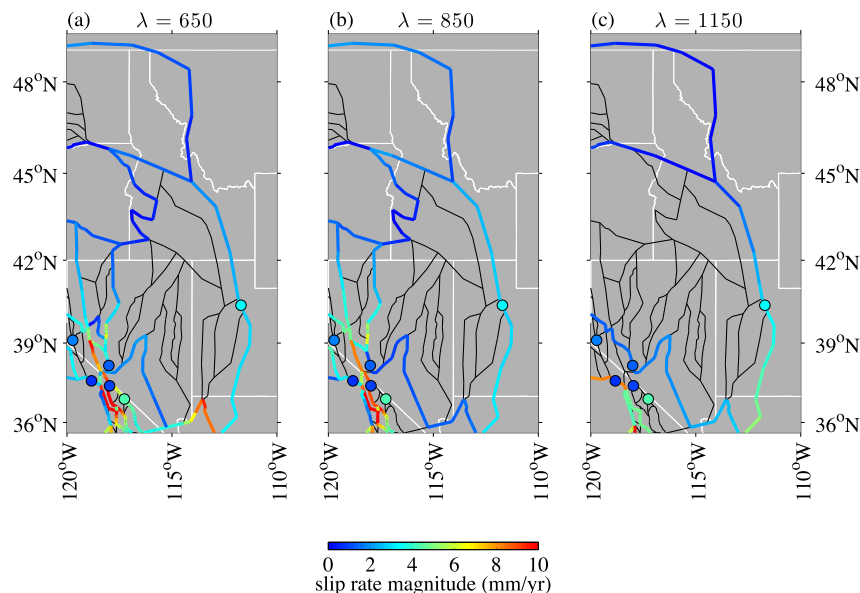 (a) λ = 650
(b) λ = 850
(c) λ = 1150
48°N
45°N
42°N
39°N
36°N
48°N
45°N
42°N
39°N
36°N
120°W
115°W
110°W
120°W
115°W
110°W
120°W
115°W
110°W
0 2 4 6 8 10
slip rate magnitude (mm/yr)